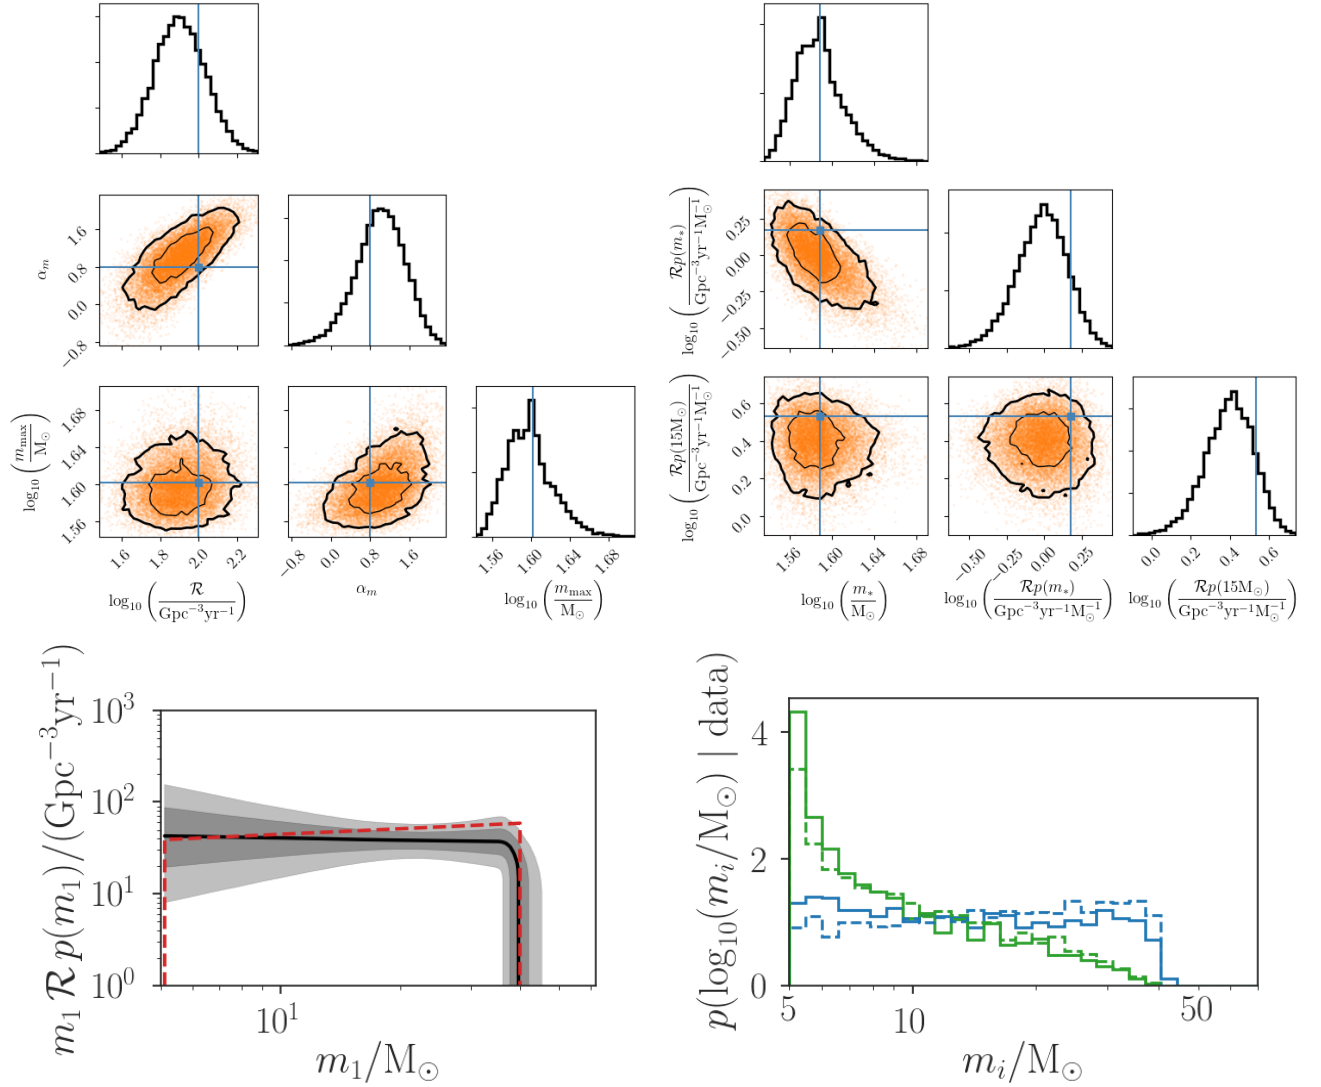 α_m
1.6
0.8
0.0
−0.8
log₁₀(m_max/M_⊙)
1.68
1.64
1.60
1.56
1.6 1.8 2.0 2.2
log₁₀(ℛ/Gpc⁻³yr⁻¹)
−0.8 0.0 0.8 1.6
α_m
1.56 1.60 1.64 1.68
log₁₀(m_max/M_⊙)
log₁₀(ℛp(m_*)/Gpc⁻³yr⁻¹M_⊙⁻¹)
0.25
0.00
−0.25
−0.50
log₁₀(ℛp(15M_⊙)/Gpc⁻³yr⁻¹M_⊙⁻¹)
0.6
0.4
0.2
0.0
1.56 1.60 1.64 1.68
log₁₀(m_*/M_⊙)
−0.50 −0.25 0.00 0.25
log₁₀(ℛp(m_*)/Gpc⁻³yr⁻¹M_⊙⁻¹)
0.0 0.2 0.4 0.6
log₁₀(ℛp(15M_⊙)/Gpc⁻³yr⁻¹M_⊙⁻¹)
m₁ ℛ p(m₁)/(Gpc⁻³yr⁻¹)
10³
10²
10¹
10⁰
10¹
m₁/M_⊙
p(log₁₀(m_i/M_⊙) | data)
4
2
0
5 10 50
m_i/M_⊙